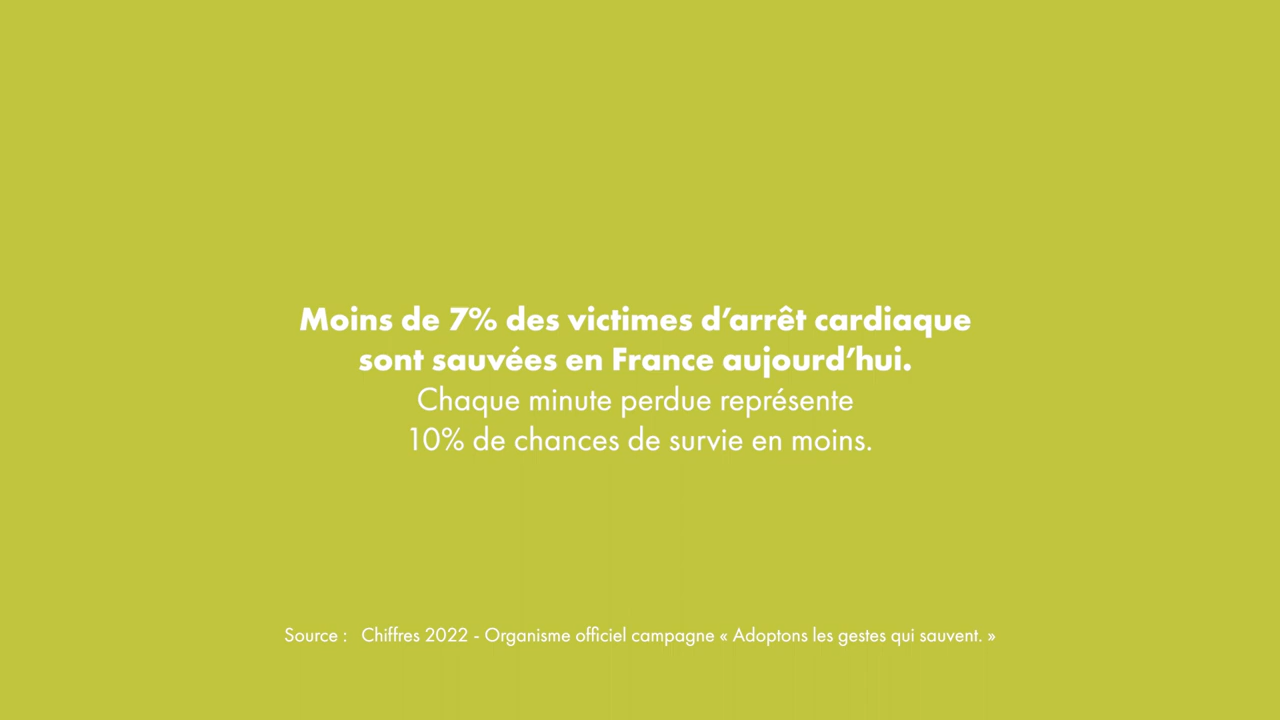 Moins de 7% des victimes d’arrêt cardiaque
sont sauvées en France aujourd’hui.
Chaque minute perdue représente
10% de chances de survie en moins.
Source : Chiffres 2022 - Organisme officiel campagne « Adoptons les gestes qui sauvent. »